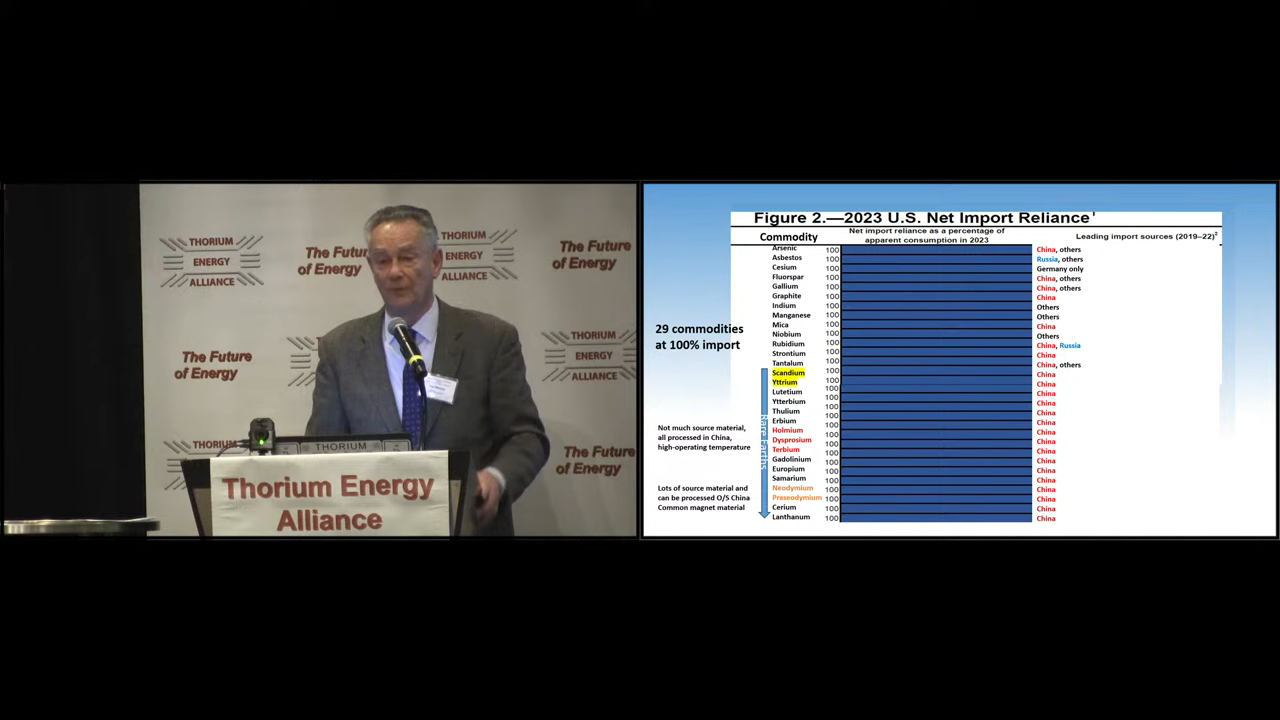 THORIUM
ENERGY
ALLIANCE
The Futur
of Energy
THORIUM
ENERGY
ALLIANCE
The Future
of Energy
The Future
of Energy
THORIUM
ENERGY
ALLIANCE
THORIUM
The Future
of Energy
THORIUM
Thorium Energy
Alliance
Figure 2.—2023 U.S. Net Import Reliance¹
Commodity
Net import reliance as a percentage of
apparent consumption in 2023
Leading import sources (2019–22)²
Arsenic 100 China, others
Asbestos 100 Russia, others
Cesium 100 Germany only
Fluorspar 100 China, others
Gallium 100 China, others
Graphite 100 China
Indium 100 Others
Manganese 100 Others
Mica 100 China
Niobium 100 Others
Rubidium 100 China, Russia
Strontium 100 China
Tantalum 100 China, others
Scandium 100 China
Yttrium 100 China
Lutetium 100 China
Ytterbium 100 China
Thulium 100 China
Erbium 100 China
Holmium 100 China
Dysprosium 100 China
Terbium 100 China
Gadolinium 100 China
Europium 100 China
Samarium 100 China
Neodymium 100 China
Praseodymium 100 China
Cerium 100 China
Lanthanum 100 China
29 commodities
at 100% import
Rare Earths
Not much source material,
all processed in China,
high-operating temperature
Lots of source material and
can be processed O/S China
Common magnet material